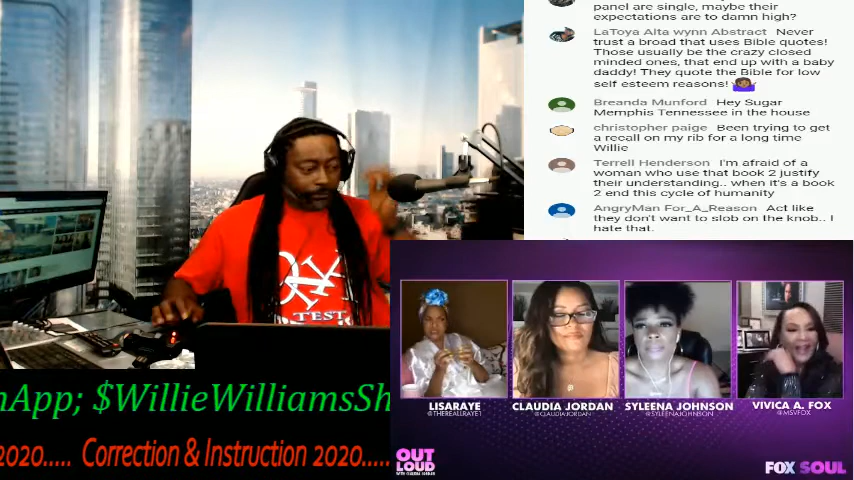 panel are single, maybe their
expectations are to damn high?
LaToya Alta wynn Abstract Never
trust a broad that uses Bible quotes!
Those usually be the crazy closed
minded ones, that end up with a baby
daddy! They quote the Bible for low
self esteem reasons!
Breanda Munford Hey Sugar
Memphis Tennessee in the house
christopher paige Been trying to get
a recall on my rib for a long time
Willie
Terrell Henderson I'm afraid of a
woman who use that book 2 justify
their understanding.. when it's a book
2 end this cycle of humanity
AngryMan For_A_Reason Act like
they don't want to slob on the knob.. I
hate that.
TEST
nApp; $WillieWilliamsSh
2020..... Correction & Instruction 2020.....
LISARAYE
@THEREALLRAYE1
CLAUDIA JORDAN
@CLAUDIAJORDAN
SYLEENA JOHNSON
@SYLEENAJOHNSON
VIVICA A. FOX
@MSVFOX
OUT
LOUD
WITH CLAUDIA JORDAN
FOX SOUL